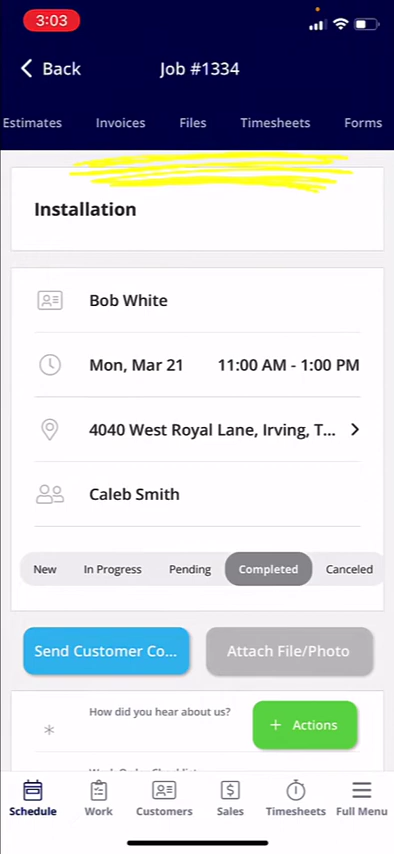 3:03
Back
Job #1334
Estimates Invoices Files Timesheets Forms
Installation
Bob White
Mon, Mar 21 11:00 AM - 1:00 PM
4040 West Royal Lane, Irving, T...
Caleb Smith
New In Progress Pending Completed Canceled
Send Customer Co... Attach File/Photo
How did you hear about us?
+ Actions
Schedule Work Customers Sales Timesheets Full Menu